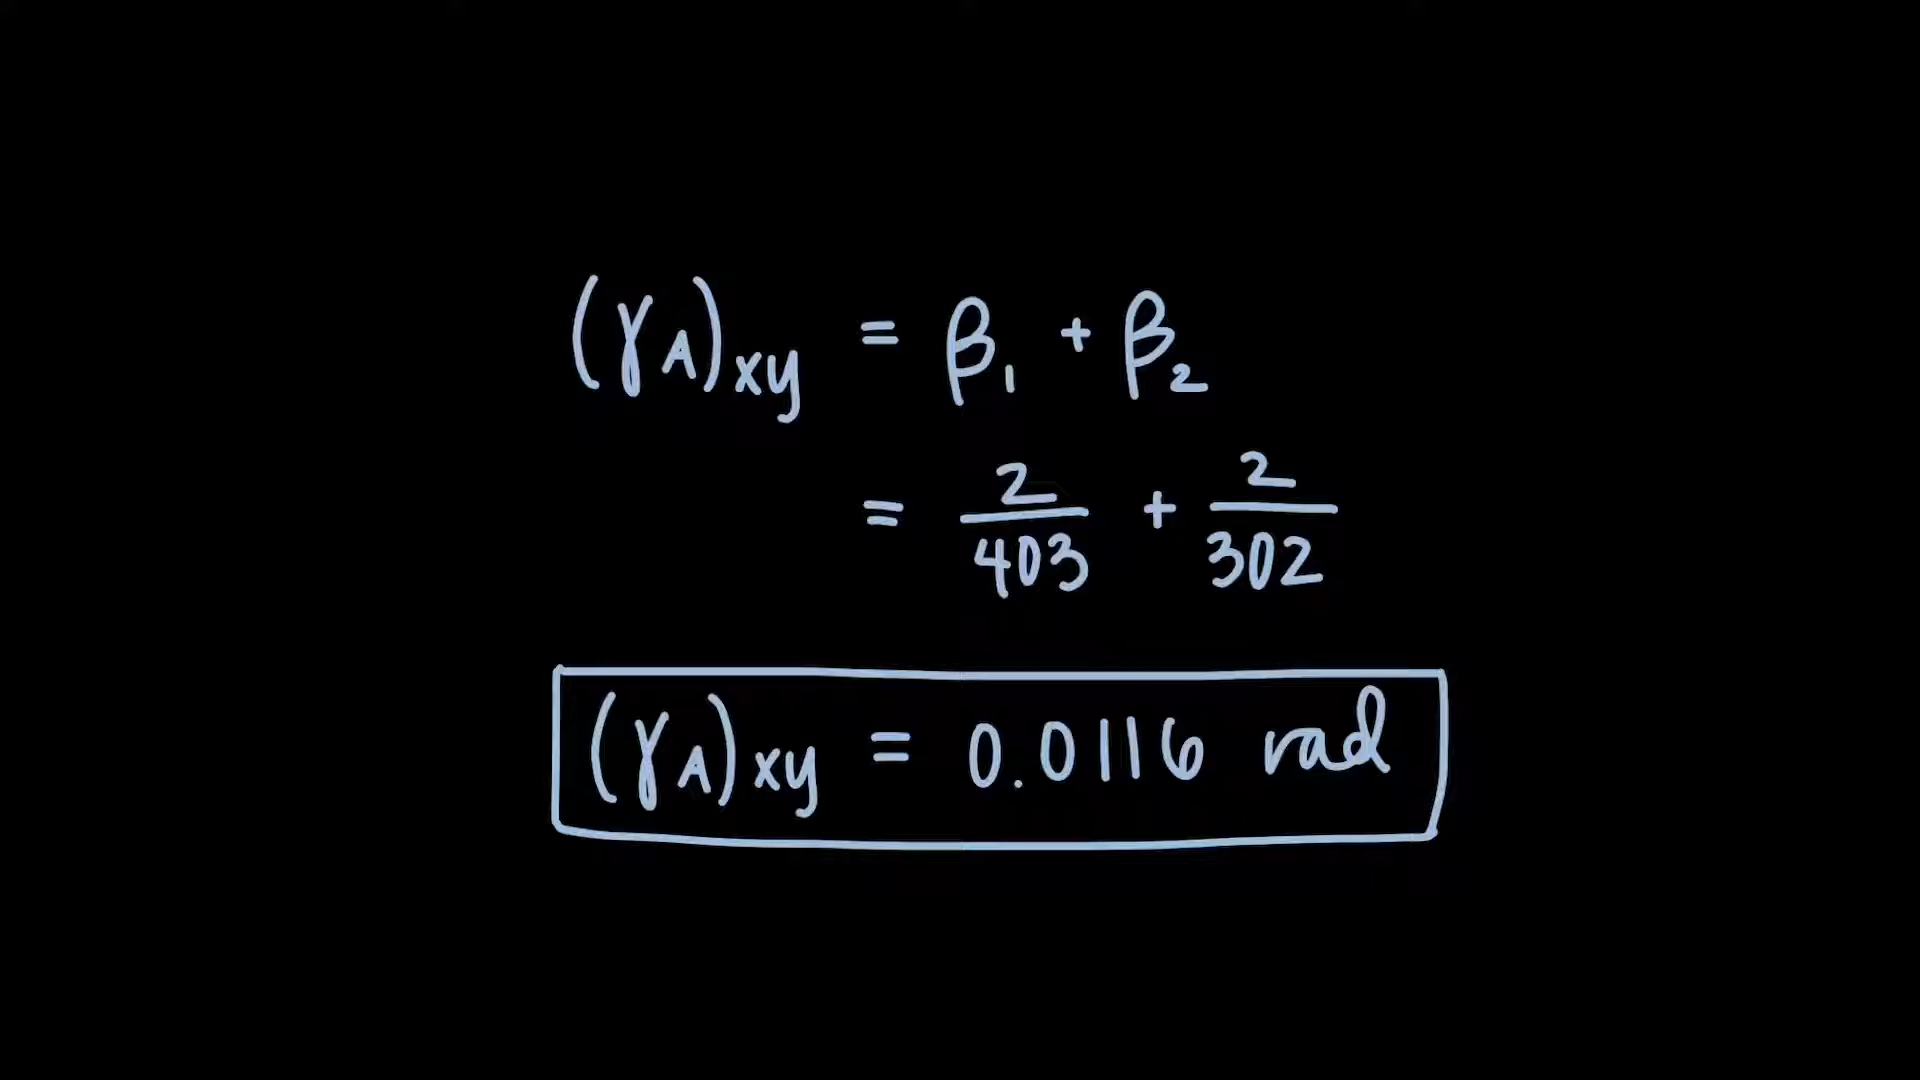 (γA)xy = β1 + β2
= 2/403 + 2/302
(γA)xy = 0.0116 rad